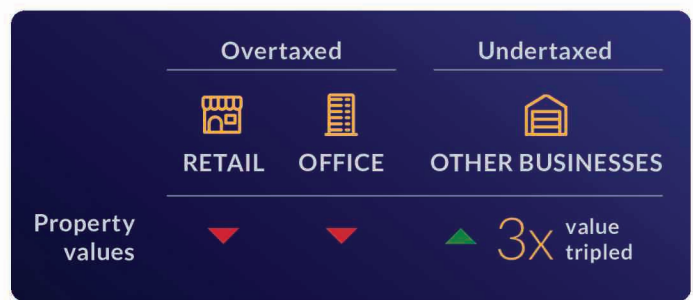 Overtaxed Undertaxed
RETAIL OFFICE OTHER BUSINESSES
Property
values
3x value
tripled